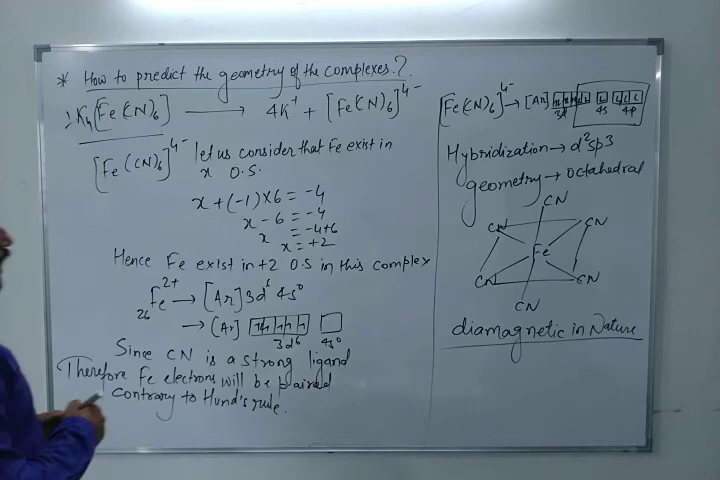 * How to predict the geometry of the complexes.?
K₄[Fe(CN)₆] → 4K⁺ + [Fe(CN)₆]⁴⁻
[Fe(CN)₆]⁴⁻ let us consider that Fe exist in
x O.S.
x + (-1)×6 = -4
x - 6 = -4
x = -4+6
x = +2
Hence Fe exist in +2 O.S in this complex
₂₆Fe²⁺ → [Ar] 3d⁶ 4s⁰
→ [Ar] 3d⁶ 4s⁰
Since CN is a strong ligand
Therefore Fe electrons will be paired
contrary to Hund's rule.
[Fe(CN)₆]⁴⁻ → [Ar] 3d 4s 4p
Hybridization → d²sp3
geometry → octahedral
CN
CN CN
Fe
CN CN
CN
diamagnetic in Nature